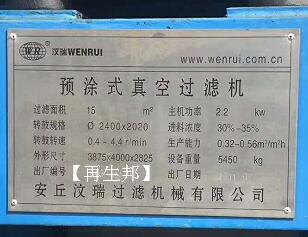 WR 汶瑞WENRUI www.wenrui.com.cn
预涂式真空过滤机
过滤面积 15 m² 主机功率 2.2 kw
转鼓规格 Ø 2400x2020 进料浓度 30%-35%
转鼓转速 0.4-4.4 r/min 生产能力 0.32-0.56m³/m²h
外形尺寸 3875x4000x2825 设备重量 5450 kg
出厂编号 出厂日期
【再生邦】
安丘汶瑞过滤机械有限公司